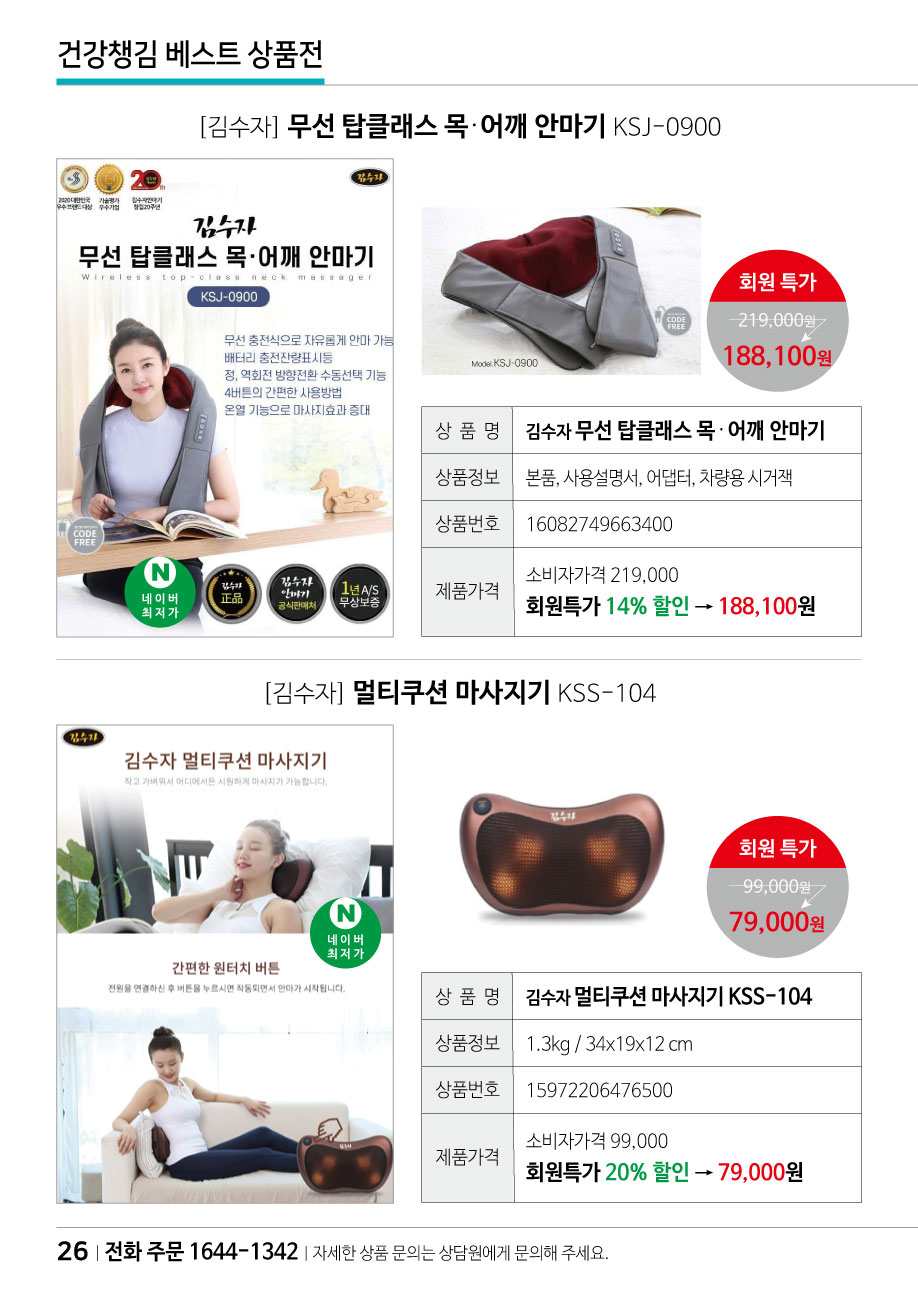 건강챙김 베스트 상품전
[김수자] 무선 탑클래스 목·어깨 안마기 KSJ-0900
2020 대한민국
우수브랜드대상
기술평가
우수기업
20th
김수자안마기
창립20주년
김수자
김수자
무선 탑클래스 목·어깨 안마기
Wireless top-class neck massager
KSJ-0900
무선 충전식으로 자유롭게 안마 가능
배터리 충전잔량표시등
정, 역회전 방향전환 수동선택 기능
4버튼의 간편한 사용방법
온열 기능으로 마사지효과 증대
CODE
FREE
N
네이버
최저가
김수자
正品
김수자
안마기
공식판매처
1년 A/S
무상보증
CODE
FREE
Model.KSJ-0900
회원 특가
219,000원
188,100원
상 품 명 김수자 무선 탑클래스 목·어깨 안마기
상품정보 본품, 사용설명서, 어댑터, 차량용 시거잭
상품번호 16082749663400
제품가격 소비자가격 219,000
회원특가 14% 할인 → 188,100원
[김수자] 멀티쿠션 마사지기 KSS-104
김수자
김수자 멀티쿠션 마사지기
작고 가벼워서 어디에서든 시원하게 마사지가 가능합니다.
N
네이버
최저가
간편한 원터치 버튼
전원을 연결하신 후 버튼을 누르시면 작동되면서 안마가 시작됩니다.
김수자
김수자
회원 특가
99,000원
79,000원
상 품 명 김수자 멀티쿠션 마사지기 KSS-104
상품정보 1.3kg / 34x19x12 cm
상품번호 15972206476500
제품가격 소비자가격 99,000
회원특가 20% 할인 → 79,000원
26 | 전화 주문 1644-1342 | 자세한 상품 문의는 상담원에게 문의해 주세요.